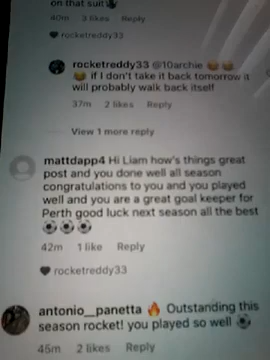 on that suit
40m 3 likes Reply
rocketreddy33
rocketreddy33 @10archie 😂😂
😂 if I don't take it back tomorrow it
will probably walk back itself
37m 2 likes Reply
View 1 more reply
mattdapp4 Hi Liam how's things great
post and you done well all season
congratulations to you and you played
well and you are a great goal keeper for
Perth good luck next season all the best
⚽⚽⚽
42m 1 like Reply
rocketreddy33
antonio__panetta 🔥 Outstanding this
season rocket! you played so well ⚽
45m 2 likes Reply